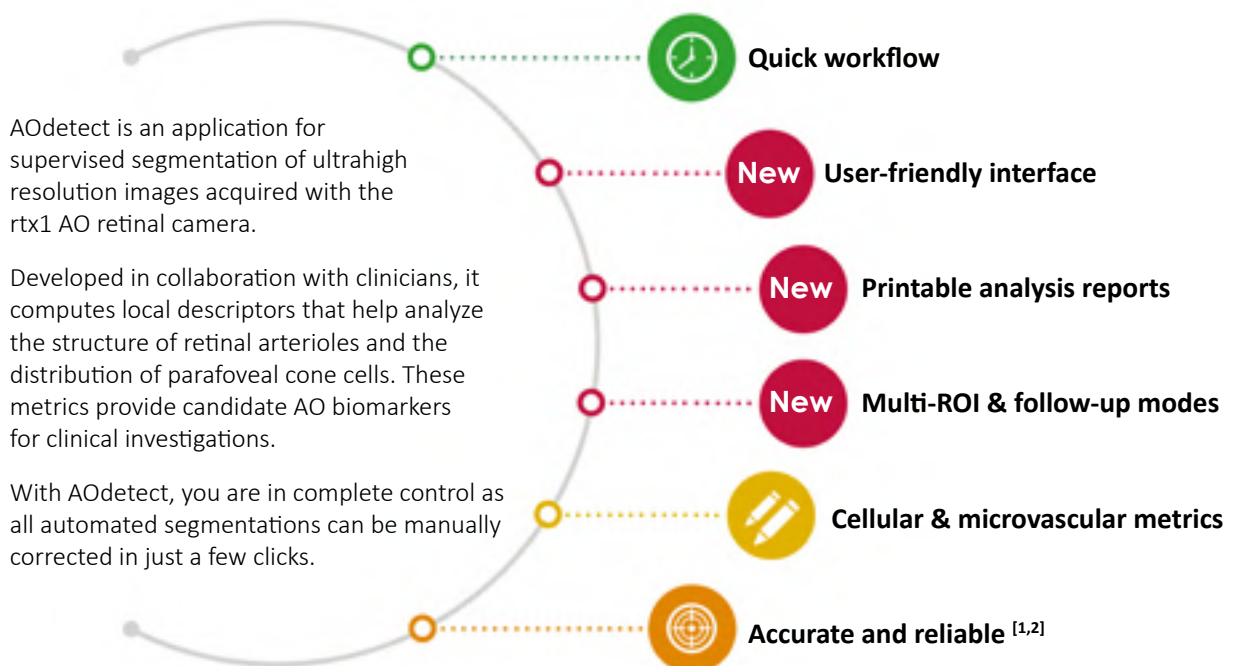 AOdetect is an application for
supervised segmentation of ultrahigh
resolution images acquired with the
rtx1 AO retinal camera.
Developed in collaboration with clinicians, it
computes local descriptors that help analyze
the structure of retinal arterioles and the
distribution of parafoveal cone cells. These
metrics provide candidate AO biomarkers
for clinical investigations.
With AOdetect, you are in complete control as
all automated segmentations can be manually
corrected in just a few clicks.
Quick workflow
New User-friendly interface
New Printable analysis reports
New Multi-ROI & follow-up modes
Cellular & microvascular metrics
Accurate and reliable [1,2]